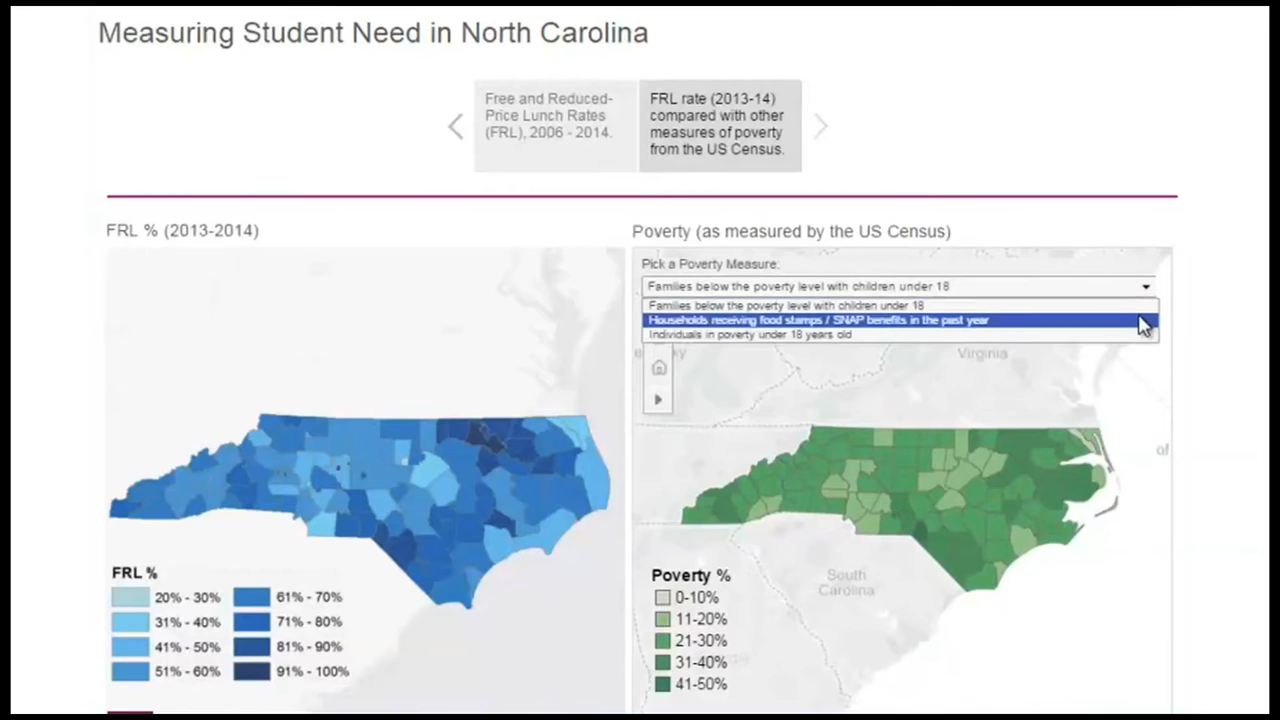 Measuring Student Need in North Carolina
Free and Reduced-
Price Lunch Rates
(FRL), 2006 - 2014.
FRL rate (2013-14)
compared with other
measures of poverty
from the US Census.
FRL % (2013-2014)
Poverty (as measured by the US Census)
Pick a Poverty Measure:
Families below the poverty level with children under 18
Families below the poverty level with children under 18
Households receiving food stamps / SNAP benefits in the past year
Individuals in poverty under 18 years old
Virginia
of
South
Carolina
FRL %
20% - 30%
31% - 40%
41% - 50%
51% - 60%
61% - 70%
71% - 80%
81% - 90%
91% - 100%
Poverty %
0-10%
11-20%
21-30%
31-40%
41-50%